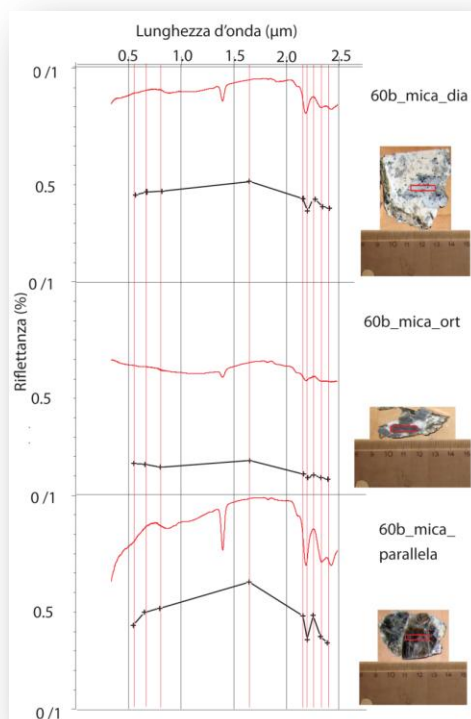 Lunghezza d'onda (µm)
0.5 1.0 1.5 2.0 2.5
0 /1
60b_mica_dia
0.5
0 /1
60b_mica_ort
Riflettanza (%)
0.5
0 /1
60b_mica_
parallela
0.5
0 /1